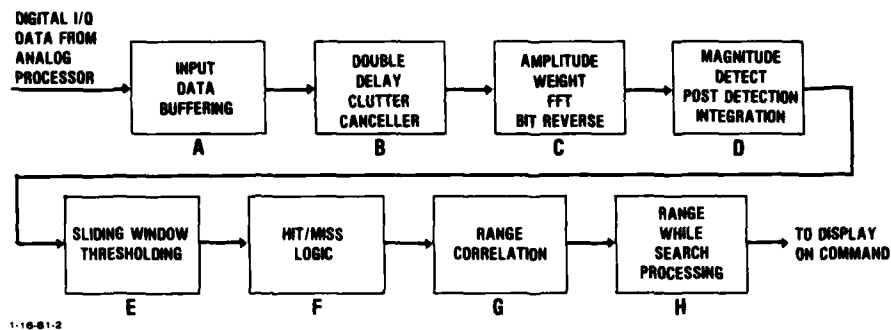 DIGITAL I/Q
DATA FROM
ANALOG
PROCESSOR
INPUT
DATA
BUFFERING
A
DOUBLE
DELAY
CLUTTER
CANCELLER
B
AMPLITUDE
WEIGHT
FFT
BIT REVERSE
C
MAGNITUDE
DETECT
POST DETECTION
INTEGRATION
D
SLIDING WINDOW
THRESHOLDING
E
HIT/MISS
LOGIC
F
RANGE
CORRELATION
G
RANGE
WHILE
SEARCH
PROCESSING
H
TO DISPLAY
ON COMMAND
1-16-81-2